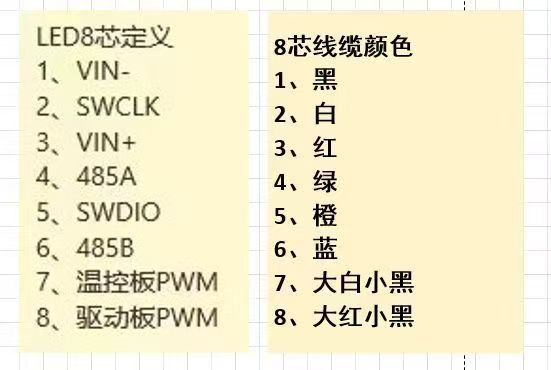 LED8芯定义
1、VIN-
2、SWCLK
3、VIN+
4、485A
5、SWDIO
6、485B
7、温控板PWM
8、驱动板PWM
8芯线缆颜色
1、黑
2、白
3、红
4、绿
5、橙
6、蓝
7、大白小黑
8、大红小黑